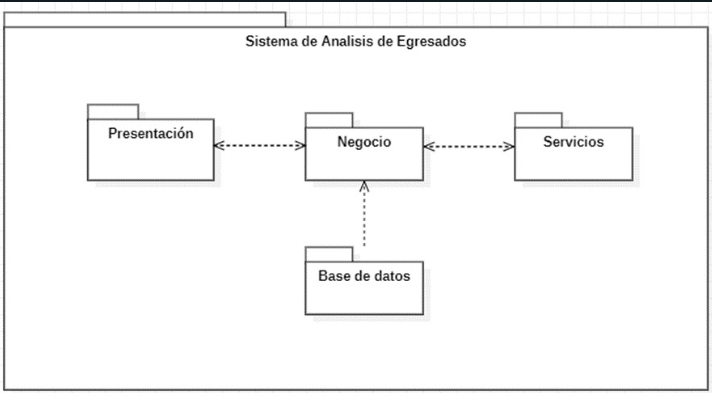 Sistema de Analisis de Egresados
Presentación
Negocio
Servicios
Base de datos